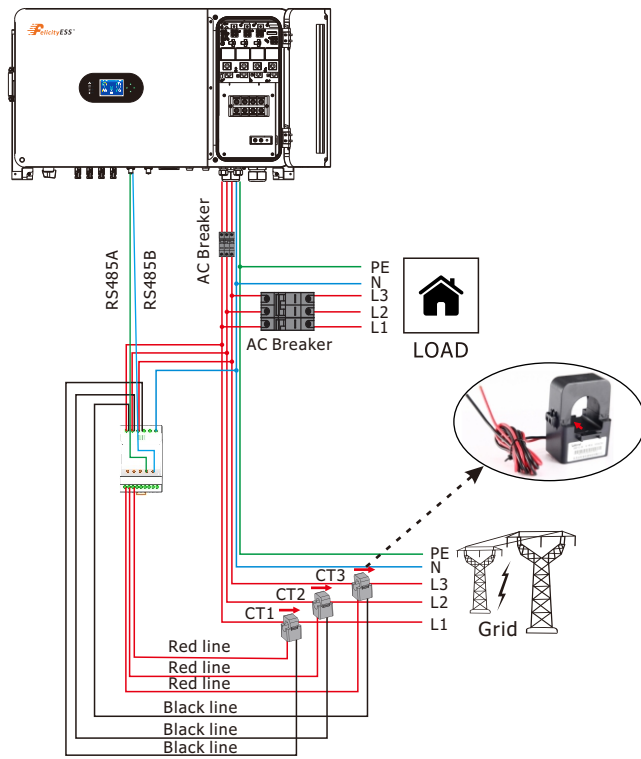 FelicityESS
AC Breaker
RS485A
RS485B
PE
N
L3
L2
L1
AC Breaker
LOAD
PE
N
CT3
L3
CT2
L2
CT1
L1
Grid
Red line
Red line
Red line
Black line
Black line
Black line